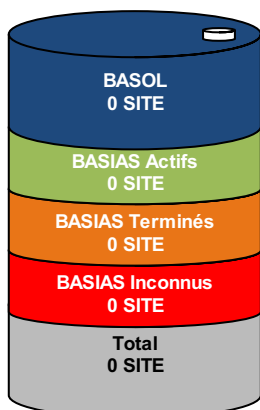 BASOL
0 SITE
BASIAS Actifs
0 SITE
BASIAS Terminés
0 SITE
BASIAS Inconnus
0 SITE
Total
0 SITE